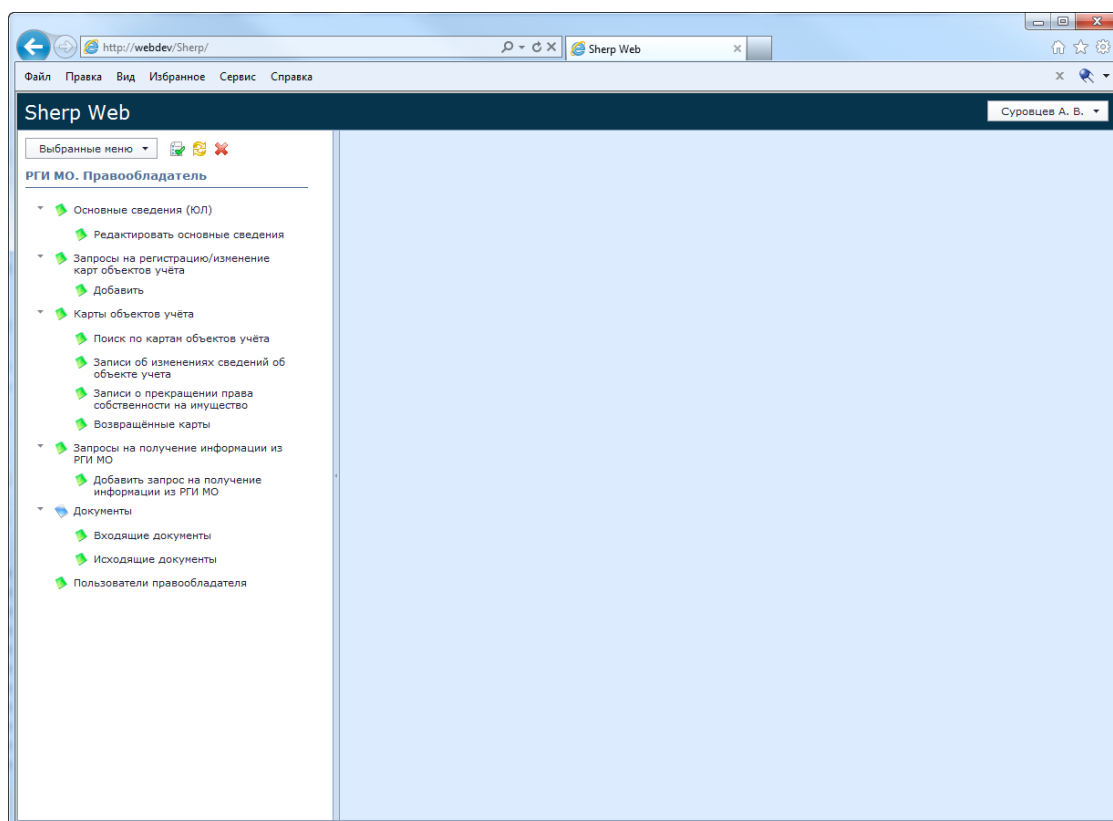 http://webdev/Sherp/
Sherp Web
Файл Правка Вид Избранное Сервис Справка
Sherp Web
Суровцев А. В.
Выбранные меню
РГИ МО. Правообладатель
Основные сведения (ЮЛ)
Редактировать основные сведения
Запросы на регистрацию/изменение
карт объектов учёта
Добавить
Карты объектов учёта
Поиск по картам объектов учёта
Записи об изменениях сведений об
объекте учета
Записи о прекращении права
собственности на имущество
Возвращённые карты
Запросы на получение информации из
РГИ МО
Добавить запрос на получение
информации из РГИ МО
Документы
Входящие документы
Исходящие документы
Пользователи правообладателя